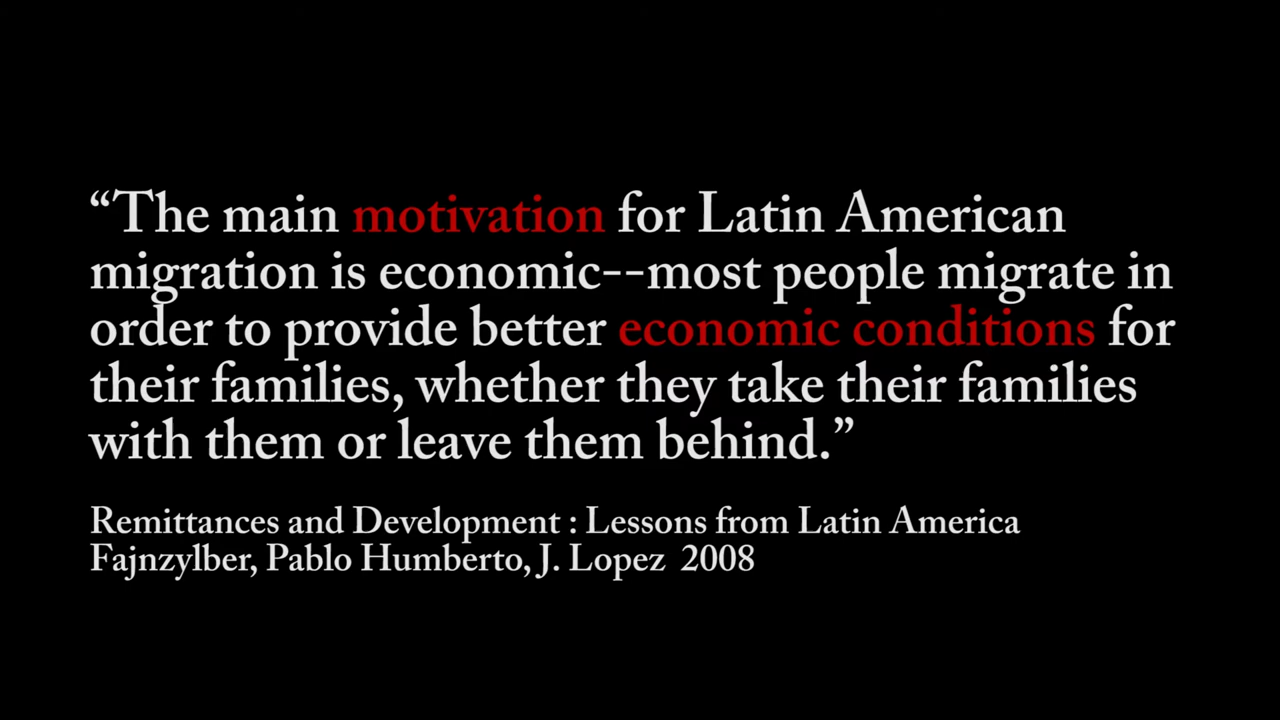 “The main motivation for Latin American
migration is economic--most people migrate in
order to provide better economic conditions for
their families, whether they take their families
with them or leave them behind.”
Remittances and Development : Lessons from Latin America
Fajnzylber, Pablo Humberto, J. Lopez  2008